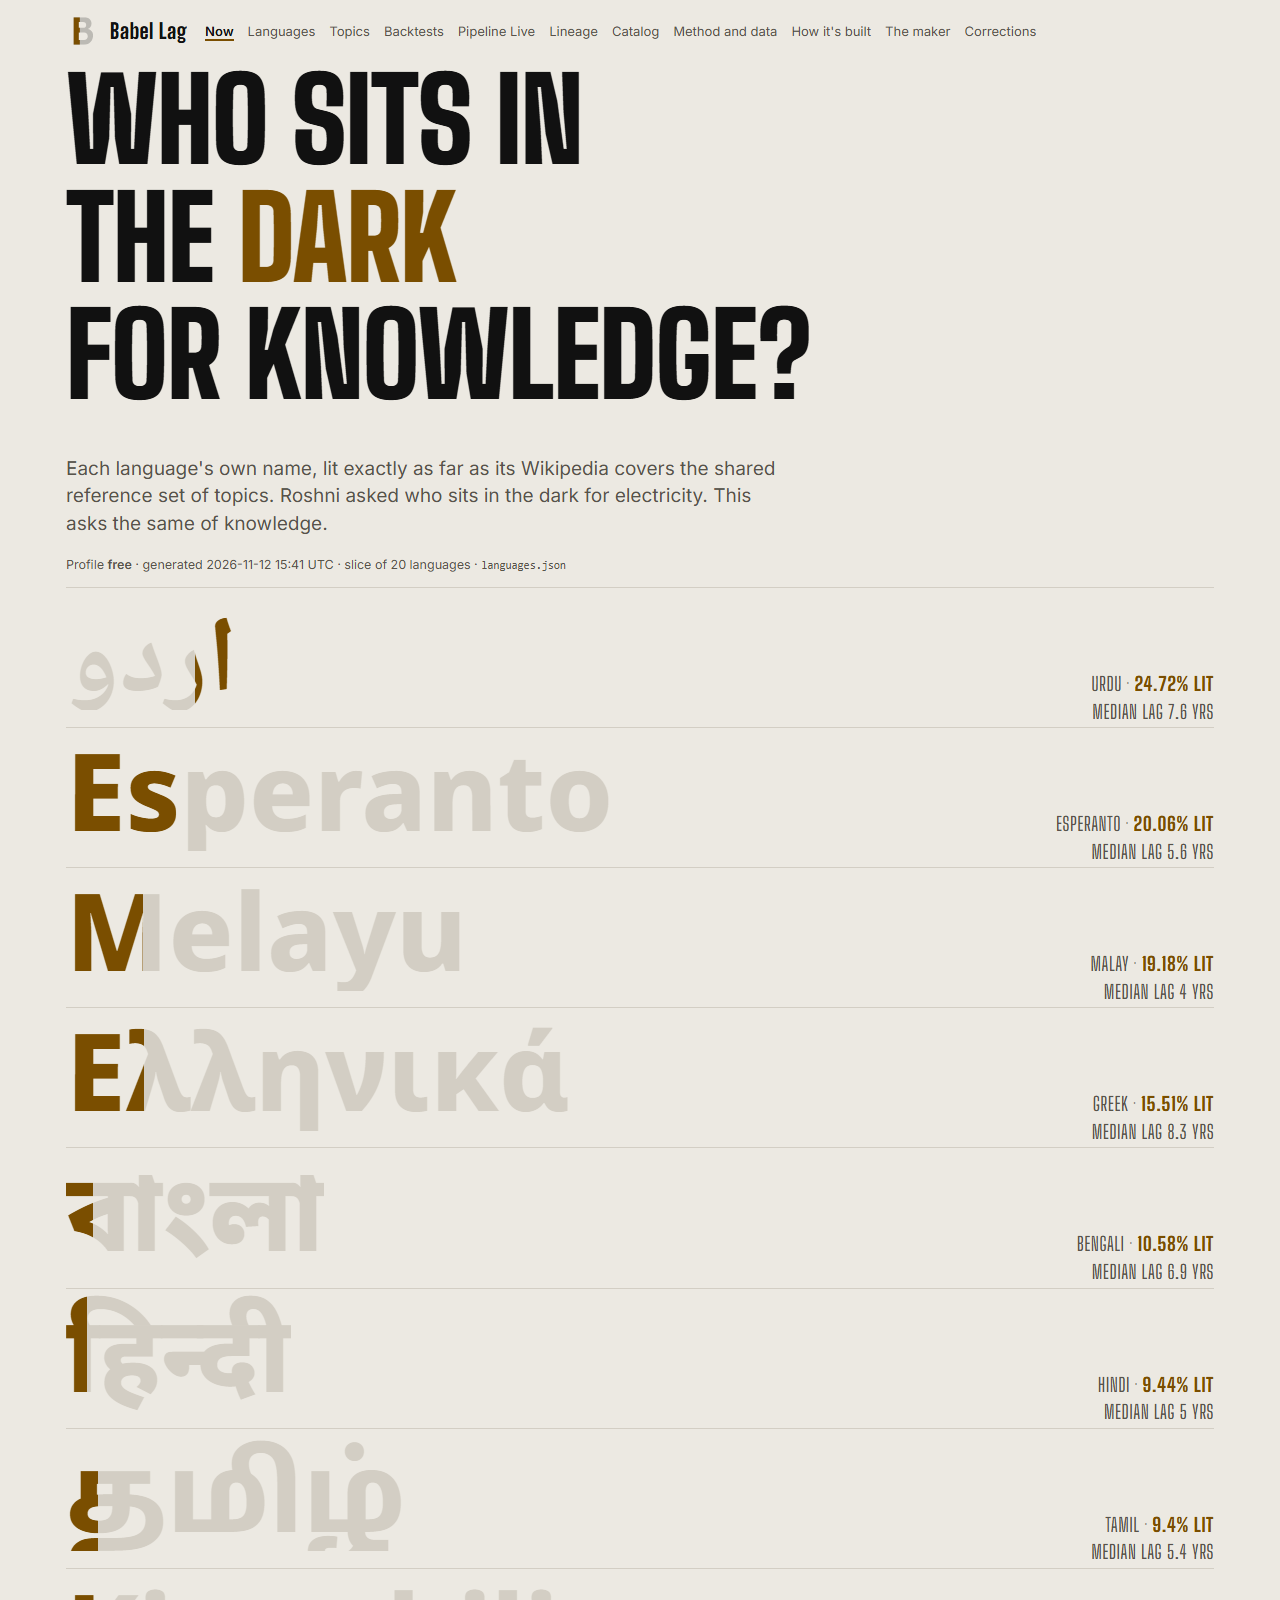 B Babel Lag Now Languages Topics Backtests Pipeline Live Lineage Catalog Method and data How it's built The maker Corrections
WHO SITS IN
THE DARK
FOR KNOWLEDGE?
Each language's own name, lit exactly as far as its Wikipedia covers the shared
reference set of topics. Roshni asked who sits in the dark for electricity. This
asks the same of knowledge.
Profile free · generated 2026-11-12 15:41 UTC · slice of 20 languages · languages.json
اردو
URDU · 24.72% LIT
MEDIAN LAG 7.6 YRS
Esperanto
ESPERANTO · 20.06% LIT
MEDIAN LAG 5.6 YRS
Melayu
MALAY · 19.18% LIT
MEDIAN LAG 4 YRS
Ελληνικά
GREEK · 15.51% LIT
MEDIAN LAG 8.3 YRS
বাংলা
BENGALI · 10.58% LIT
MEDIAN LAG 6.9 YRS
हिन्दी
HINDI · 9.44% LIT
MEDIAN LAG 5 YRS
தமிழ்
TAMIL · 9.4% LIT
MEDIAN LAG 5.4 YRS